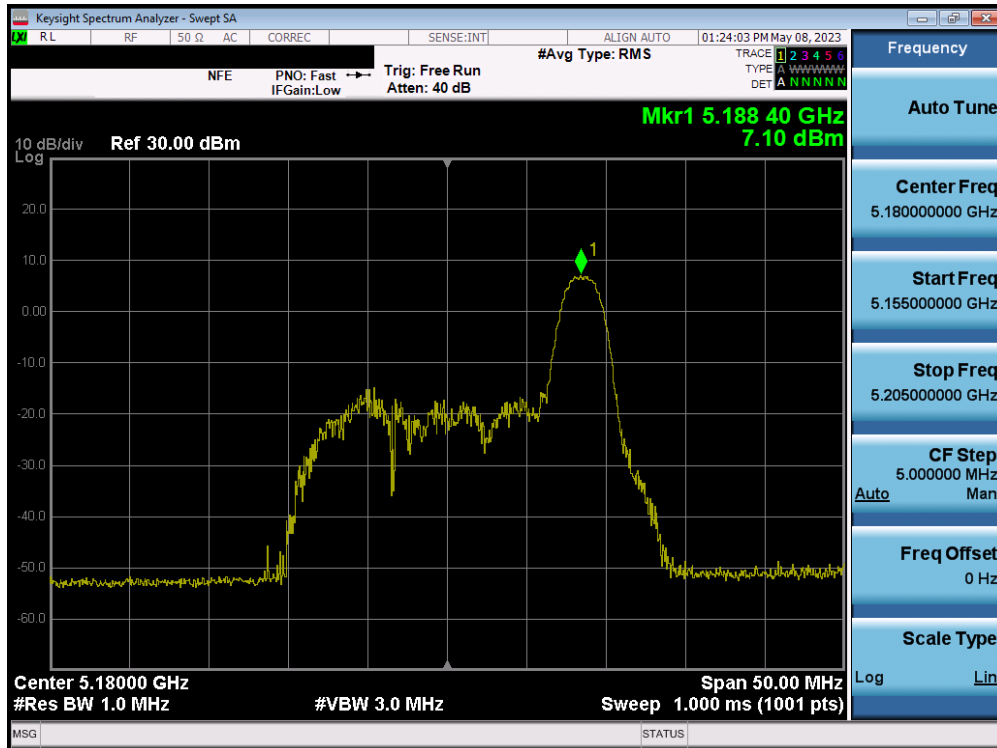 Keysight Spectrum Analyzer - Swept SA
LXI RL RF 50 Ω AC CORREC SENSE:INT ALIGN AUTO 01:24:03 PM May 08, 2023
Frequency
NFE PNO: Fast Trig: Free Run #Avg Type: RMS TRACE 1 2 3 4 5 6
IFGain:Low Atten: 40 dB TYPE A WWWWW
DET A N N N N N
Auto Tune
Mkr1 5.188 40 GHz
7.10 dBm
10 dB/div Ref 30.00 dBm
Log
1
20.0
10.0
0.00
-10.0
-20.0
-30.0
-40.0
-50.0
-60.0
Center Freq
5.180000000 GHz
Start Freq
5.155000000 GHz
Stop Freq
5.205000000 GHz
CF Step
5.000000 MHz
Auto Man
Freq Offset
0 Hz
Scale Type
Log Lin
Center 5.18000 GHz Span 50.00 MHz
#Res BW 1.0 MHz #VBW 3.0 MHz Sweep 1.000 ms (1001 pts)
MSG STATUS